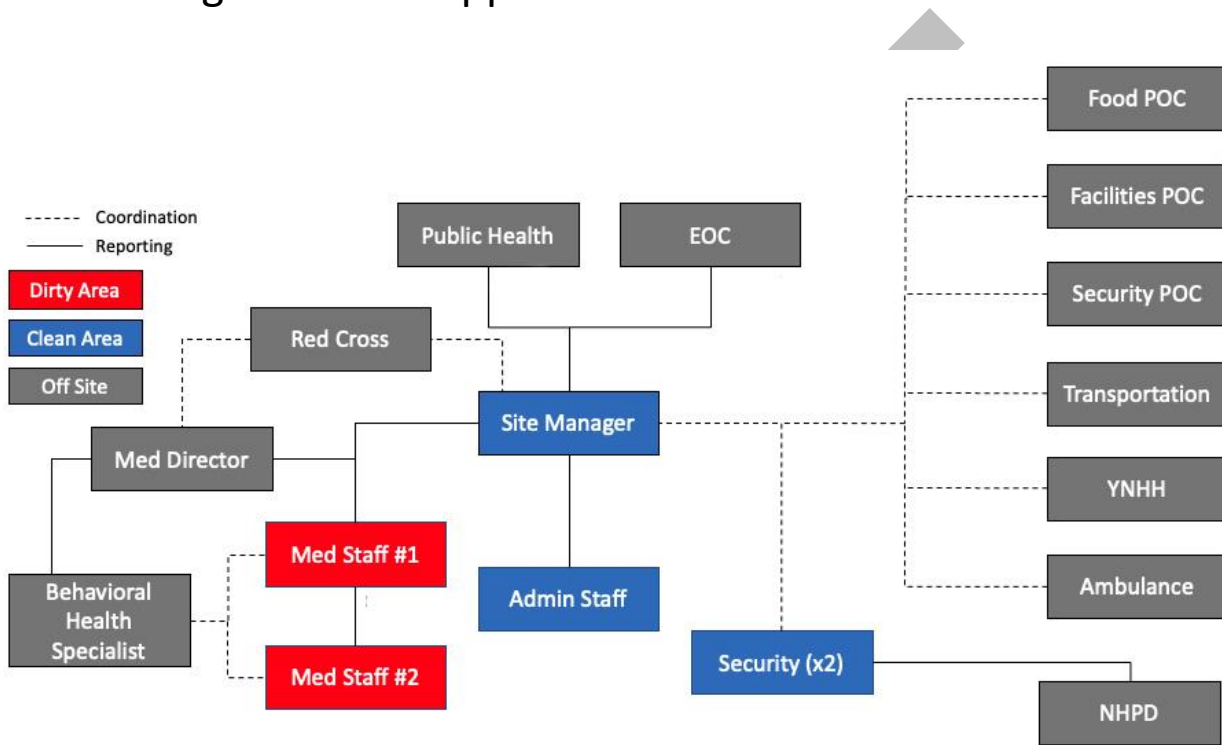 Food POC
Facilities POC
Coordination
Reporting
Public Health
EOC
Dirty Area
Security POC
Clean Area
Red Cross
Off Site
Transportation
Site Manager
Med Director
YNHH
Med Staff #1
Behavioral
Health
Specialist
Admin Staff
Ambulance
Security (x2)
Med Staff #2
NHPD